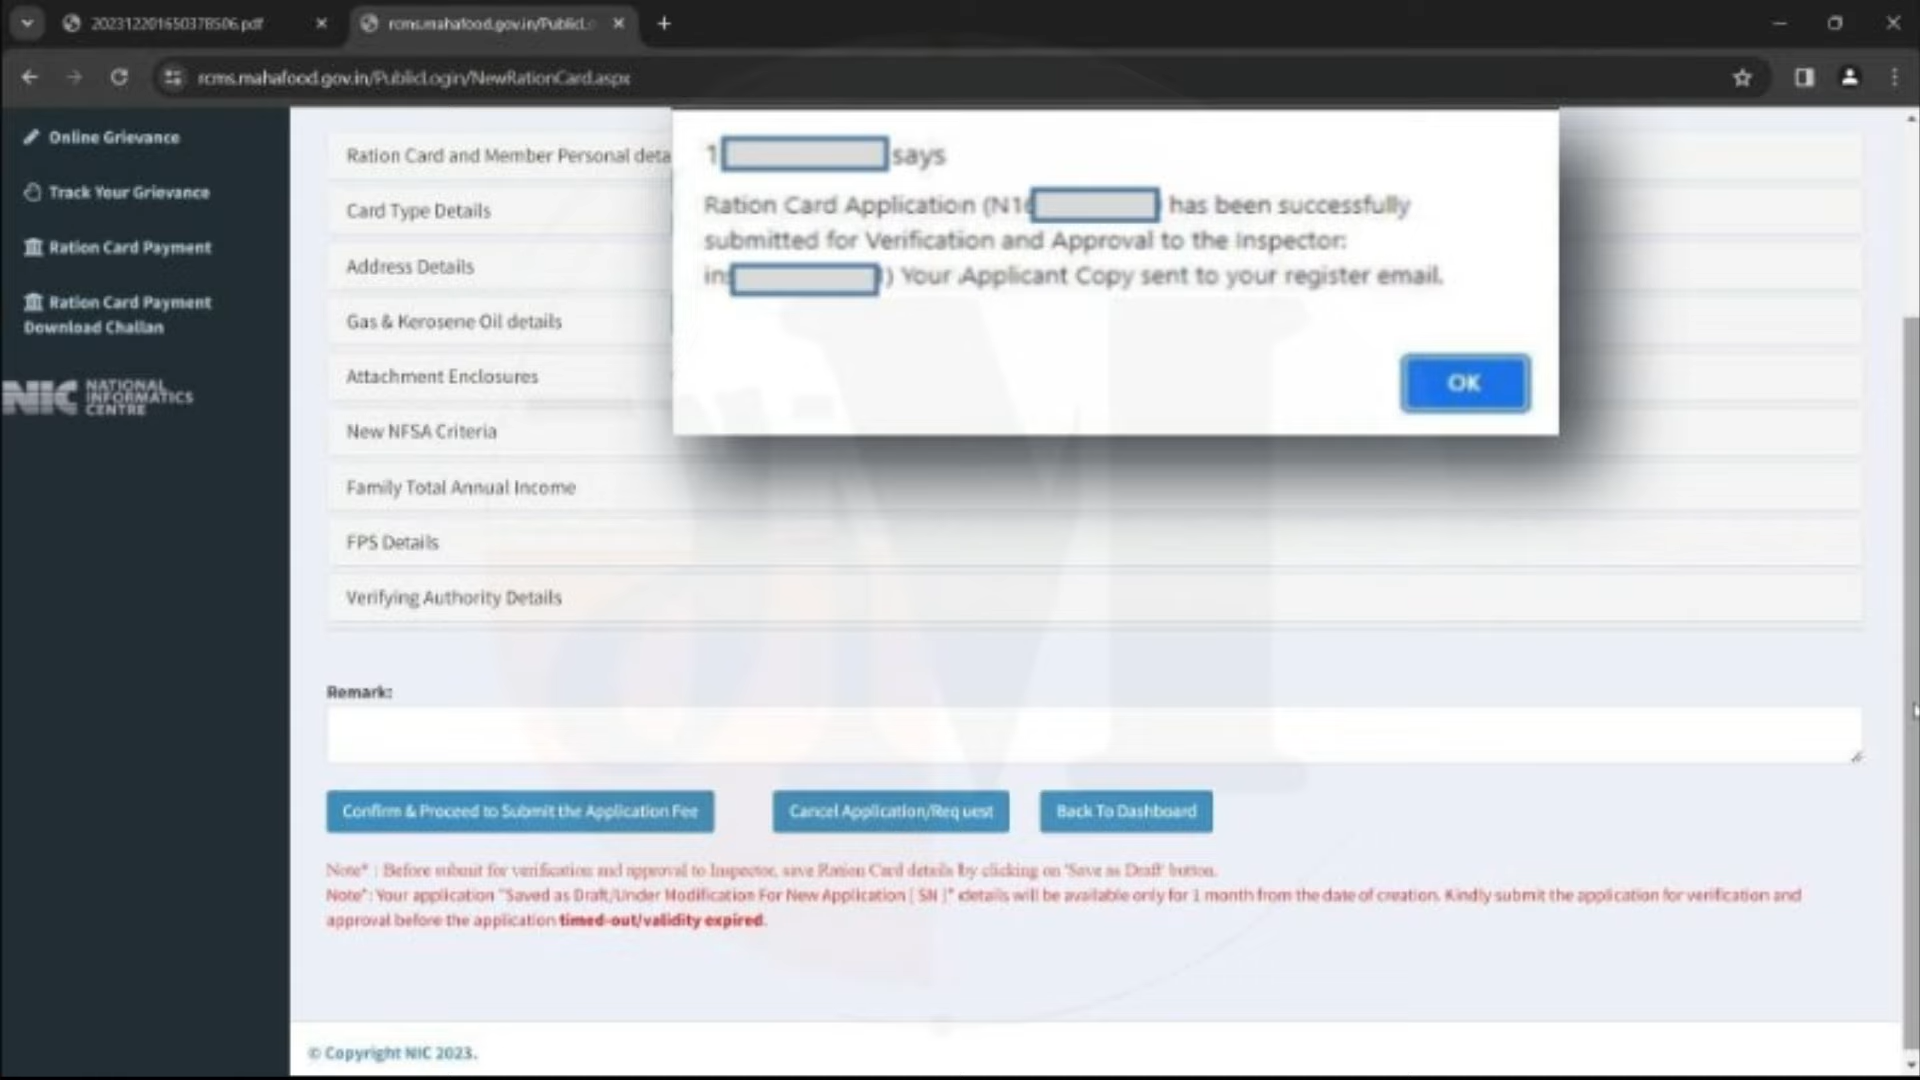 202312201650378506.pdf
rcms.mahafood.gov.in/PublicL
rcms.mahafood.gov.in/PublicLogin/NewRationCard.aspx
Online Grievance
Track Your Grievance
Ration Card Payment
Ration Card Payment
Download Challan
NIC NATIONAL
INFORMATICS
CENTRE
Ration Card and Member Personal deta
Card Type Details
Address Details
Gas & Kerosene Oil details
Attachment Enclosures
New NFSA Criteria
Family Total Annual Income
FPS Details
Verifying Authority Details
1 says
Ration Card Application (N1 has been successfully
submitted for Verification and Approval to the Inspector:
in ) Your Applicant Copy sent to your register email.
OK
Remark:
Confirm & Proceed to Submit the Application Fee
Cancel Application/Request
Back To Dashboard
Note* : Before submit for verification and approval to Inspector, save Ration Card details by clicking on 'Save as Draft' button.
Note*: Your application "Saved as Draft/Under Modification For New Application [ SN ]" details will be available only for 1 month from the date of creation. Kindly submit the application for verification and
approval before the application timed-out/validity expired.
© Copyright NIC 2023.